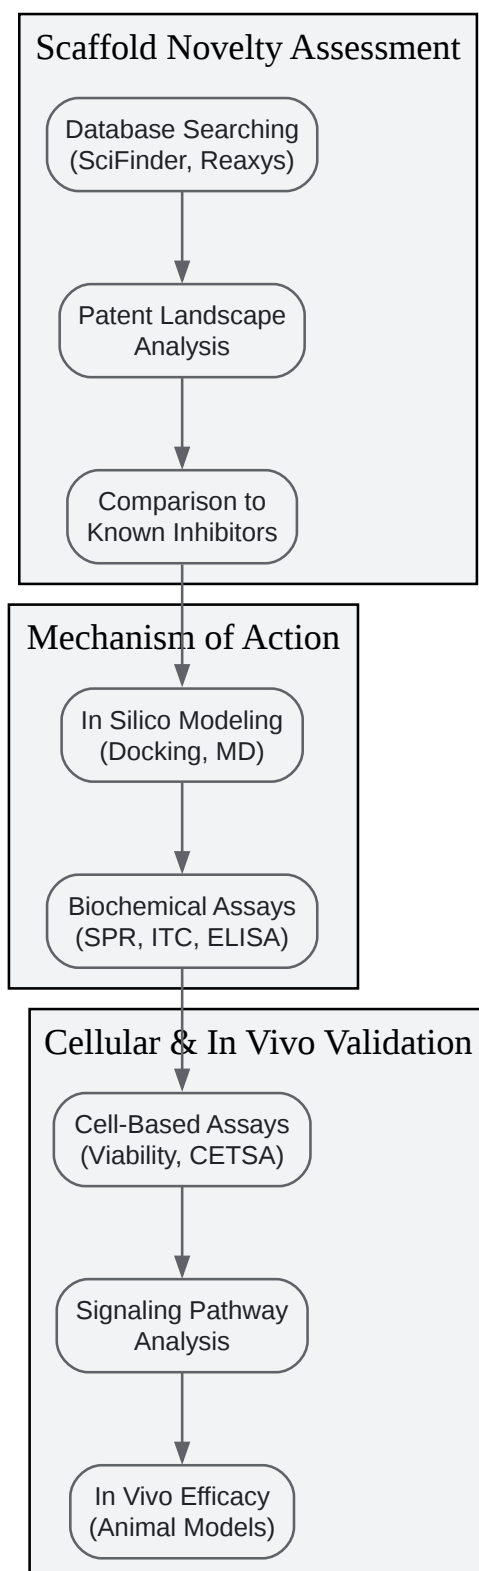 Scaffold Novelty Assessment
Database Searching
(SciFinder, Reaxys)
Patent Landscape
Analysis
Comparison to
Known Inhibitors
Mechanism of Action
In Silico Modeling
(Docking, MD)
Biochemical Assays
(SPR, ITC, ELISA)
Cellular & In Vivo Validation
Cell-Based Assays
(Viability, CETSA)
Signaling Pathway
Analysis
In Vivo Efficacy
(Animal Models)